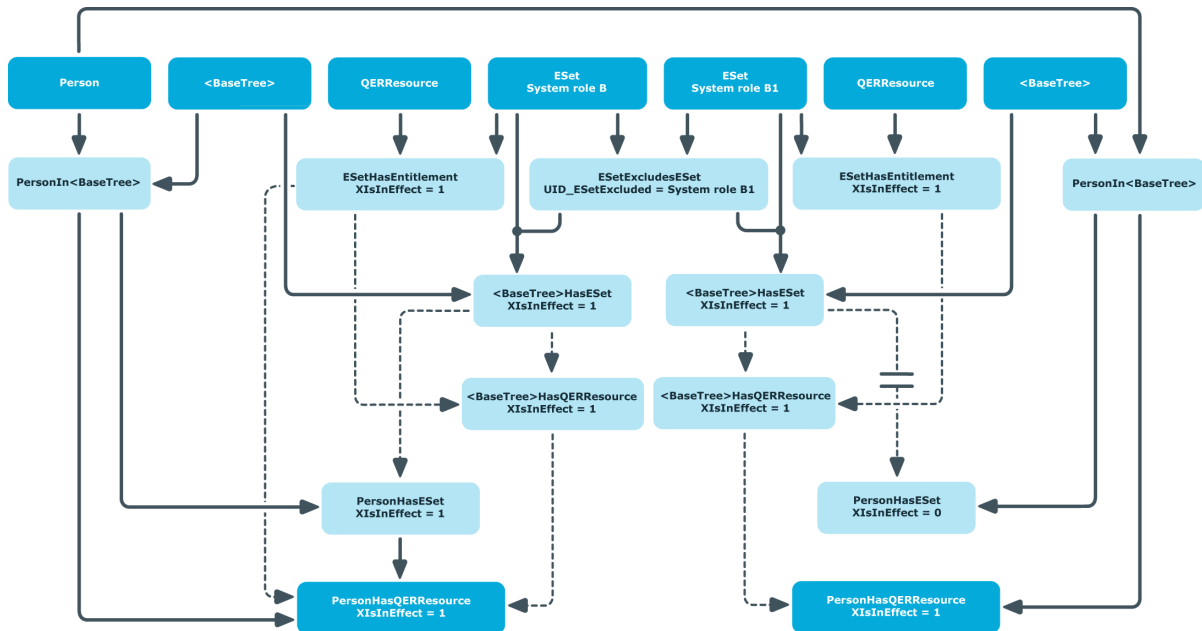 Person
<BaseTree>
QERResource
ESet
System role B
ESet
System role B1
QERResource
<BaseTree>
PersonIn<BaseTree>
ESetHasEntitlement
XIsInEffect = 1
ESetExcludesESet
UID_ESetExcluded = System role B1
ESetHasEntitlement
XIsInEffect = 1
PersonIn<BaseTree>
<BaseTree>HasESet
XIsInEffect = 1
<BaseTree>HasESet
XIsInEffect = 1
<BaseTree>HasQERResource
XIsInEffect = 1
<BaseTree>HasQERResource
XIsInEffect = 1
PersonHasESet
XIsInEffect = 1
PersonHasESet
XIsInEffect = 0
PersonHasQERResource
XIsInEffect = 1
PersonHasQERResource
XIsInEffect = 1